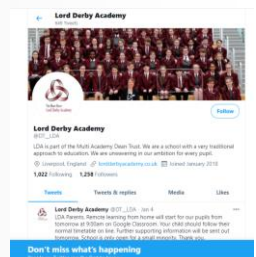 Lord Derby Academy
Follow
Lord Derby Academy
@DT_LDA
LDA is part of the Multi Academy Dean Trust. We are a school with a very traditional
approach to education. We are unswerving in our ambition for every pupil.
Liverpool, England lordderbyacademy.co.uk Joined January 2018
1,022 Following 1,258 Followers
Tweets Tweets & replies Media Likes
Lord Derby Academy @DT_LDA · Jan 4
LDA Parents: Remote learning from home will start for our pupils from
tomorrow at 9:00am on Google Classroom. Your child should follow their
normal timetable on line. Further supporting information will be sent out
tomorrow. School is only open for a small minority. Thank you.
Don't miss what's happening